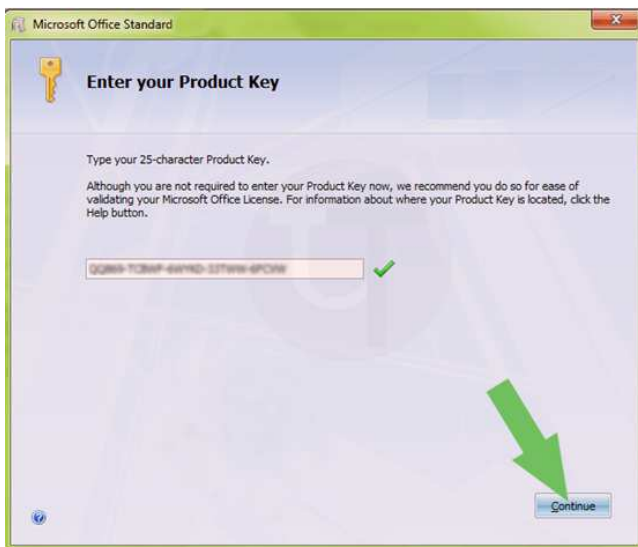 Microsoft Office Standard
Enter your Product Key
Type your 25-character Product Key.
Although you are not required to enter your Product Key now, we recommend you do so for ease of
validating your Microsoft Office License. For information about where your Product Key is located, click the
Help button.
Continue